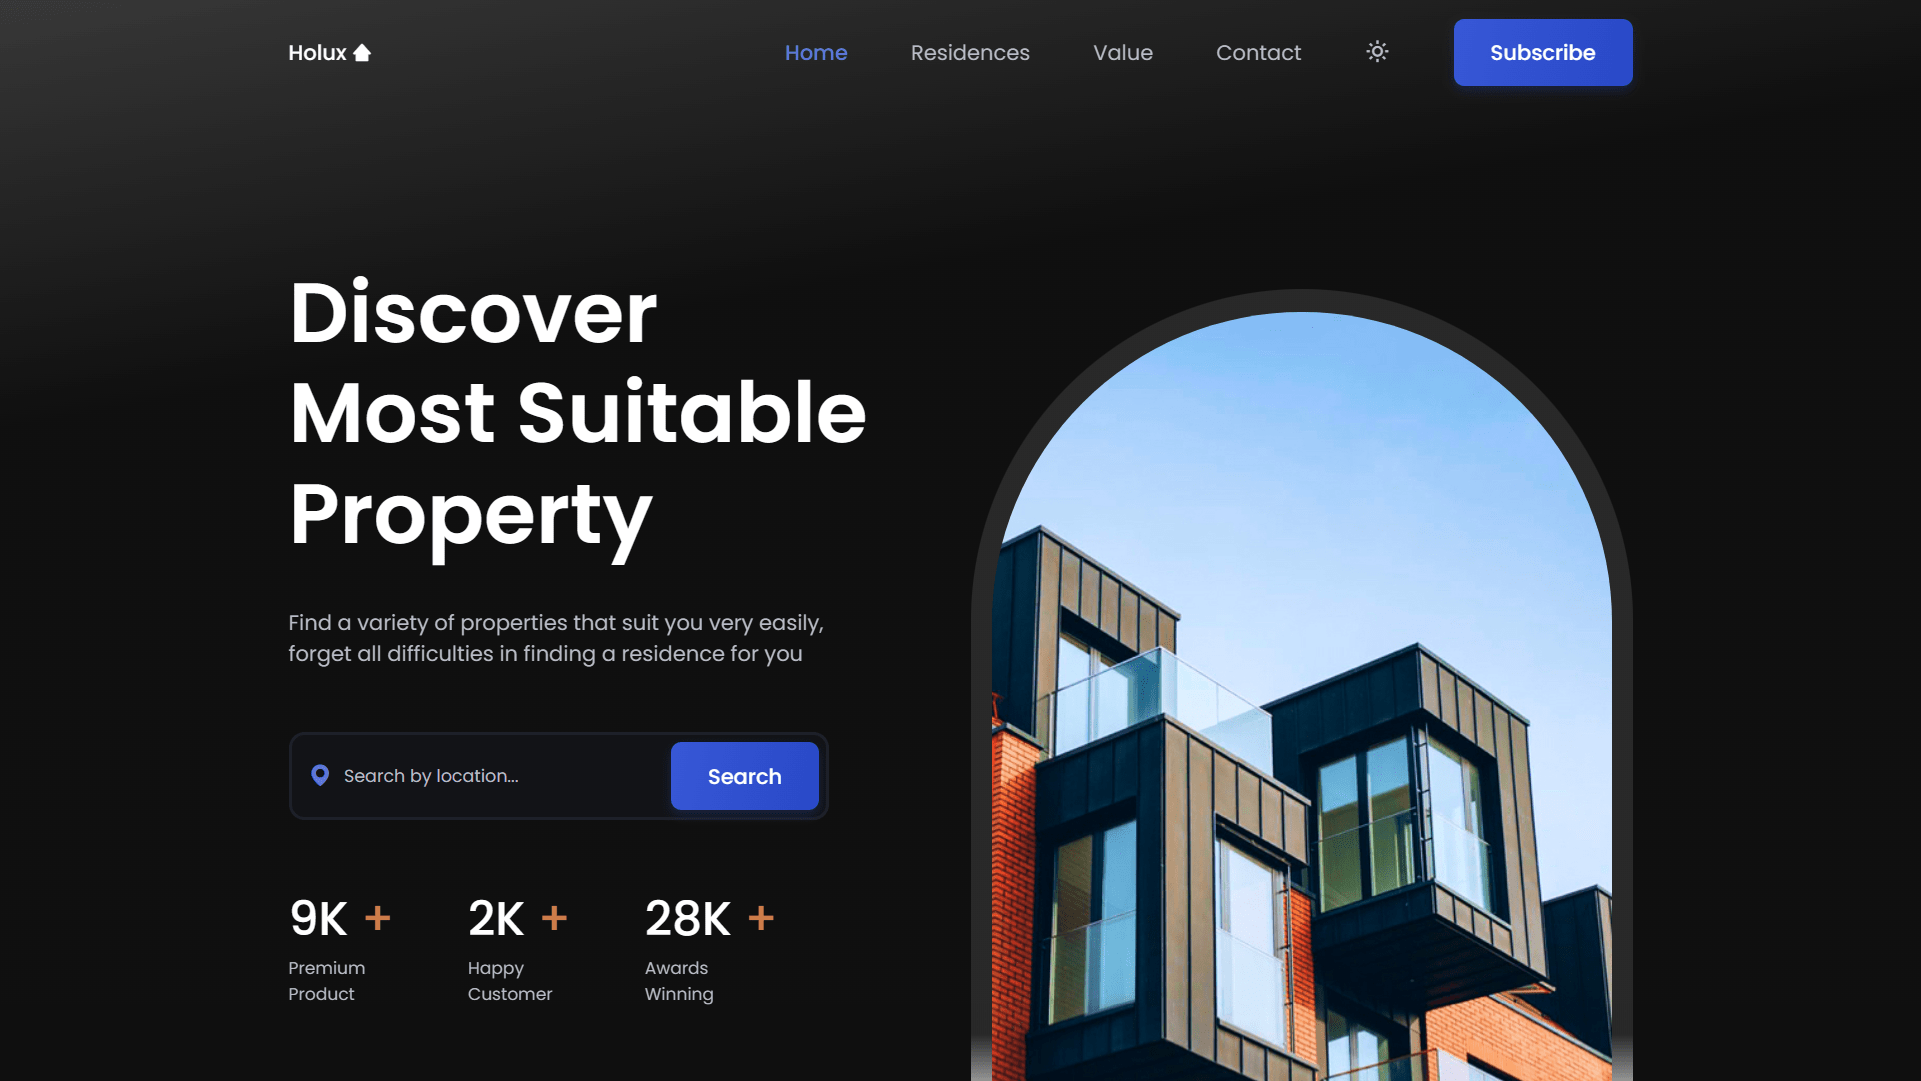 Holux
Home
Residences
Value
Contact
Subscribe
Discover
Most Suitable
Property
Find a variety of properties that suit you very easily,
forget all difficulties in finding a residence for you
Search by location...
Search
9K +
Premium
Product
2K +
Happy
Customer
28K +
Awards
Winning